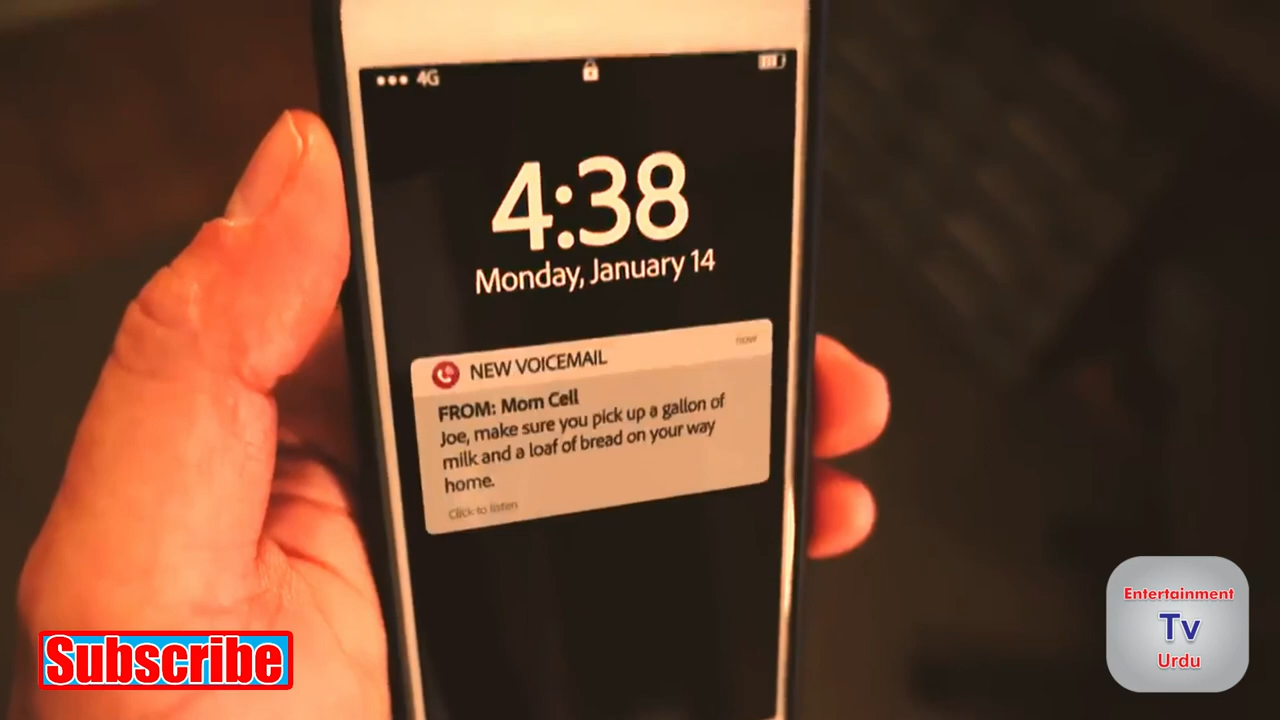 4G
4:38
Monday, January 14
NEW VOICEMAIL
now
FROM: Mom Cell
Joe, make sure you pick up a gallon of
milk and a loaf of bread on your way
home.
Click to listen
Subscribe
Entertainment
Tv
Urdu